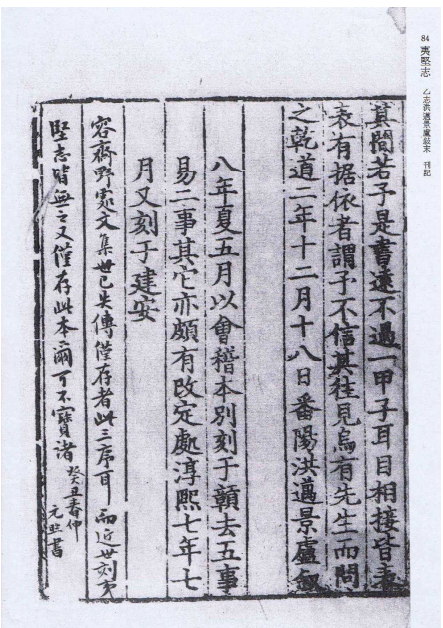 84 夷堅志 乙志洪邁景盧叙末 刊記
其間若予是書遠不過一甲子耳目相接皆表
表有据依者謂予不信其往見烏有先生而問
之乾道二年十二月十八日番陽洪邁景盧叙
八年夏五月以會稽本別刻于贛去五事
易二事其它亦頗有改定處淳熙七年七
月又刻于建安
容齋野處文集世已失傳僅存者此三序耳而近世刻夷
堅志皆無之又僅存此本爾可不寶諸 癸丑春仲
元照書